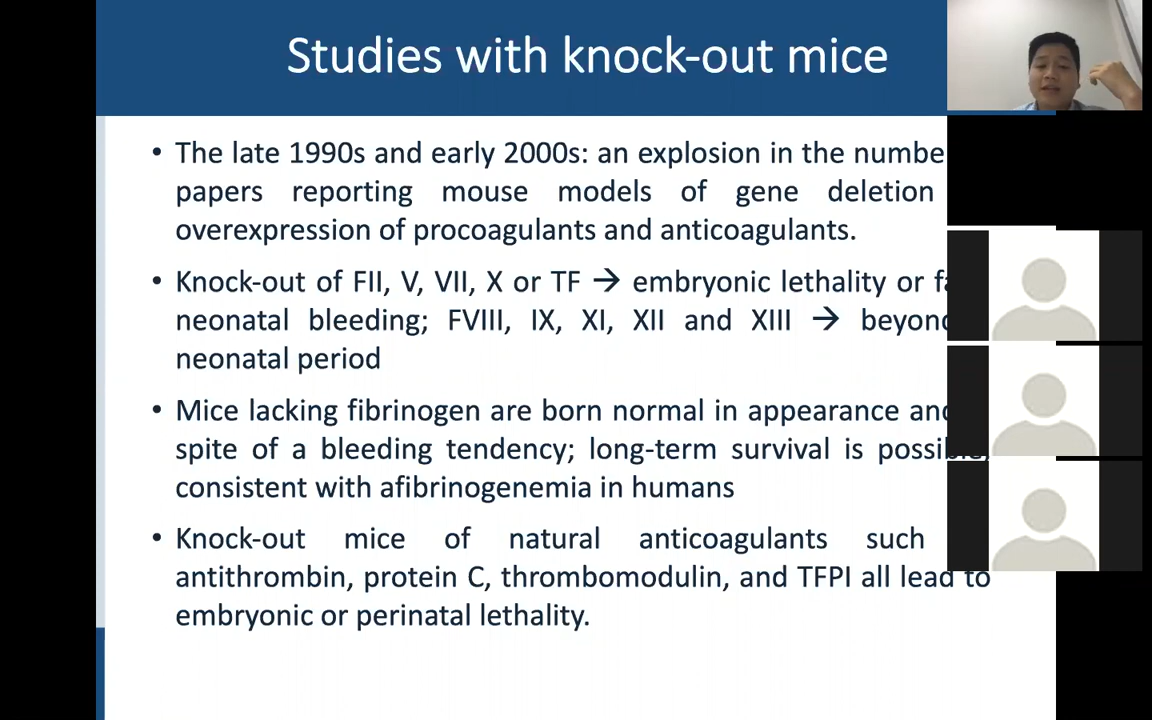 Studies with knock-out mice
• The late 1990s and early 2000s: an explosion in the
papers reporting mouse models of gene deletion
overexpression of procoagulants and anticoagulants.
• Knock-out of FII, V, VII, X or TF → embryonic lethality or
neonatal bleeding; FVIII, IX, XI, XII and XIII →
neonatal period
• Mice lacking fibrinogen are born normal in appearance
spite of a bleeding tendency; long-term survival is
consistent with afibrinogenemia in humans
• Knock-out mice of natural anticoagulants such
antithrombin, protein C, thrombomodulin, and TFPI all lead to
embryonic or perinatal lethality.